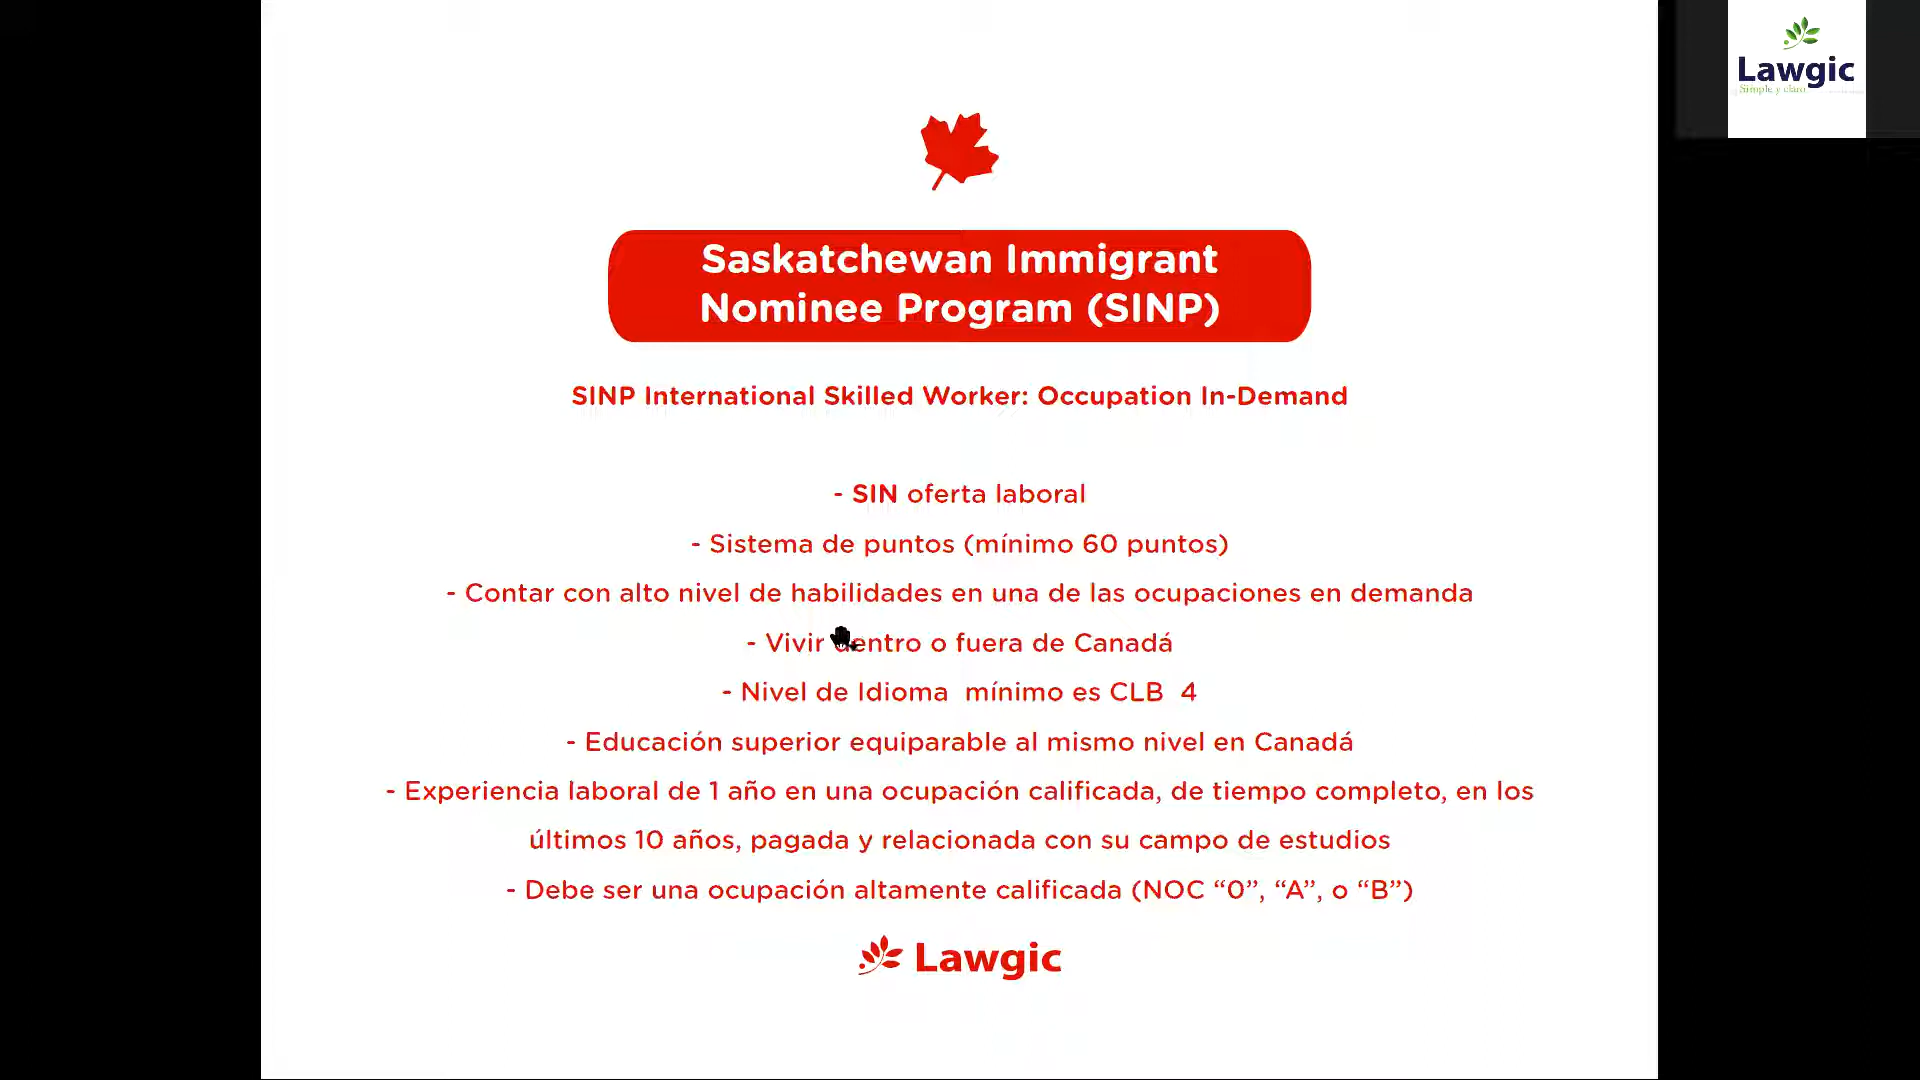 Lawgic
Simple y claro
Saskatchewan Immigrant
Nominee Program (SINP)
SINP International Skilled Worker: Occupation In-Demand
- SIN oferta laboral
- Sistema de puntos (mínimo 60 puntos)
- Contar con alto nivel de habilidades en una de las ocupaciones en demanda
- Vivir dentro o fuera de Canadá
- Nivel de Idioma  mínimo es CLB  4
- Educación superior equiparable al mismo nivel en Canadá
- Experiencia laboral de 1 año en una ocupación calificada, de tiempo completo, en los
últimos 10 años, pagada y relacionada con su campo de estudios
- Debe ser una ocupación altamente calificada (NOC “0”, “A”, o “B”)
Lawgic